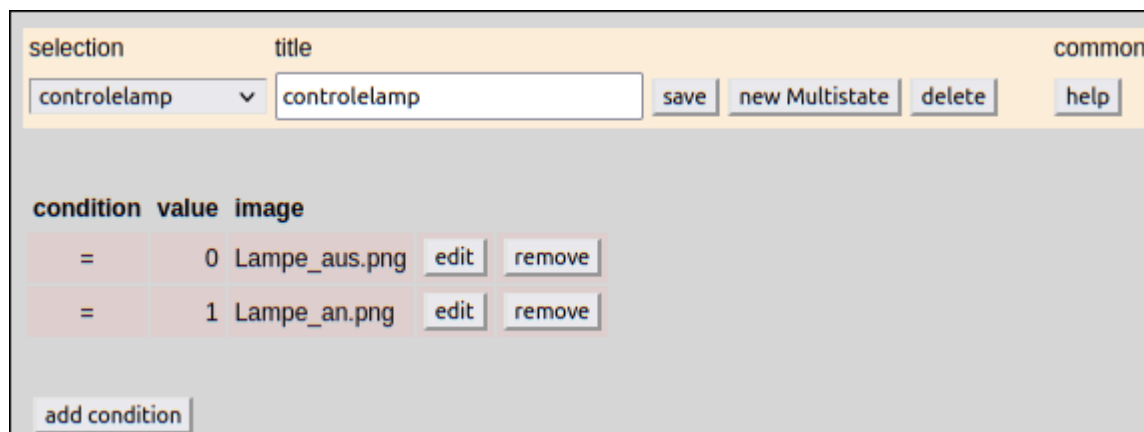 selection title common
controlelamp controlelamp save new Multistate delete help
condition value image
= 0 Lampe_aus.png edit remove
= 1 Lampe_an.png edit remove
add condition